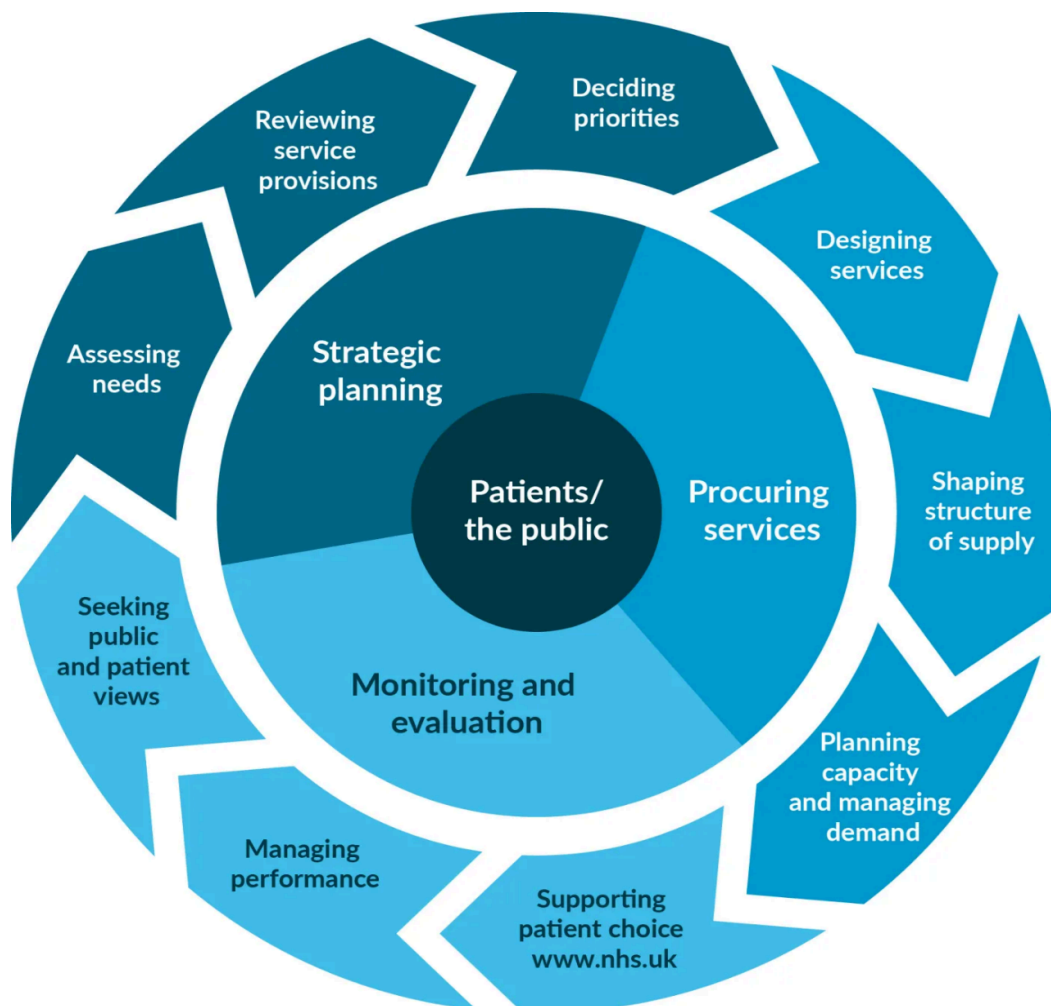 Deciding
priorities
Designing
services
Shaping
structure
of supply
Planning
capacity
and managing
demand
Supporting
patient choice
www.nhs.uk
Managing
performance
Seeking
public
and patient
views
Assessing
needs
Reviewing
service
provisions
Strategic
planning
Procuring
services
Monitoring and
evaluation
Patients/
the public